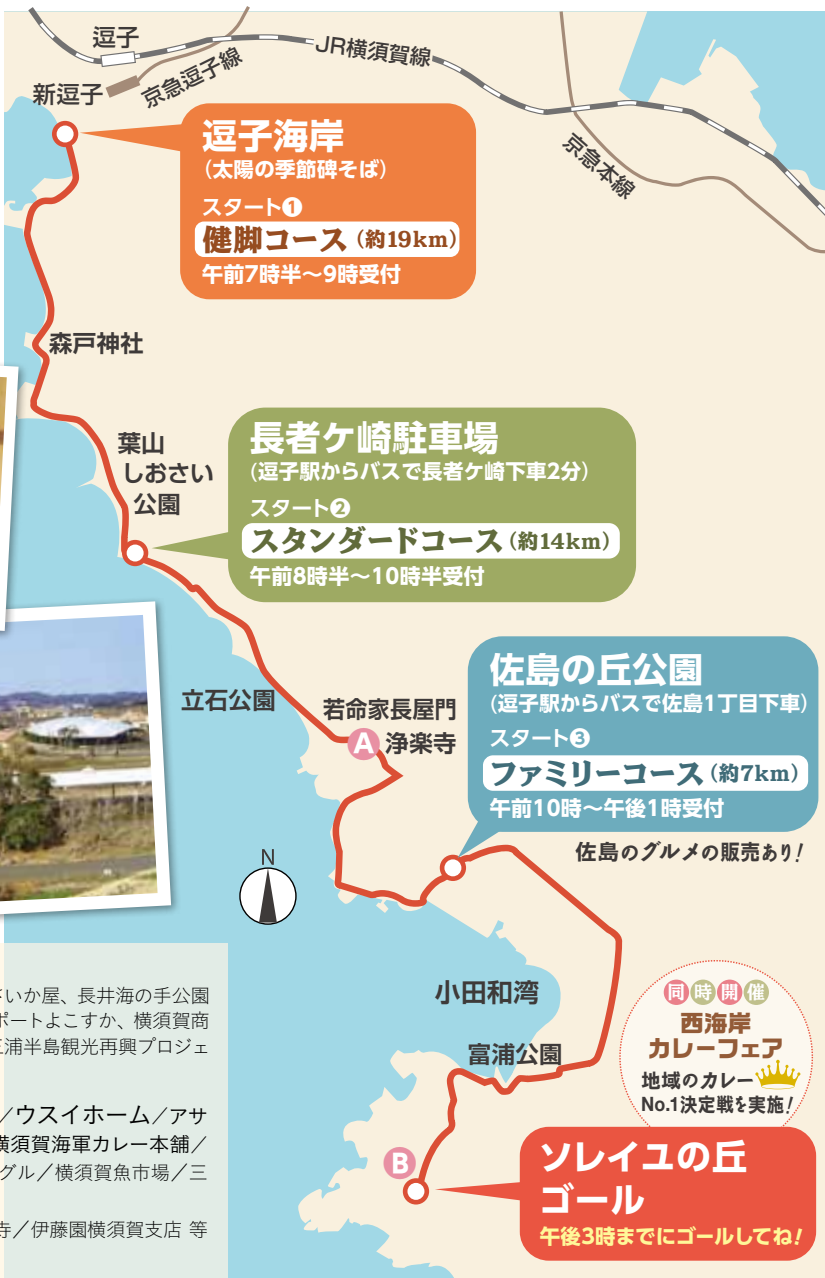 逗子
JR横須賀線
新逗子
京急逗子線
京急本線
逗子海岸
(太陽の季節碑そば)
スタート❶
健脚コース(約19km)
午前7時半～9時受付
森戸神社
葉山
しおさい
公園
長者ケ崎駐車場
(逗子駅からバスで長者ケ崎下車2分)
スタート❷
スタンダードコース(約14km)
午前8時半～10時半受付
立石公園
若命家長屋門
A 浄楽寺
佐島の丘公園
(逗子駅からバスで佐島1丁目下車)
スタート❸
ファミリーコース(約7km)
午前10時～午後1時受付
佐島のグルメの販売あり!
N
小田和湾
富浦公園
同時開催
西海岸
カレーフェア
地域のカレー
No.1決定戦を実施!
B
ソレイユの丘
ゴール
午後3時までにゴールしてね!
いか屋、長井海の手公園
ポートよこすか、横須賀商
三浦半島観光再興プロジェ
/ウスイホーム/アサ
横須賀海軍カレー本舗/
グル/横須賀魚市場/三
寺/伊藤園横須賀支店 等